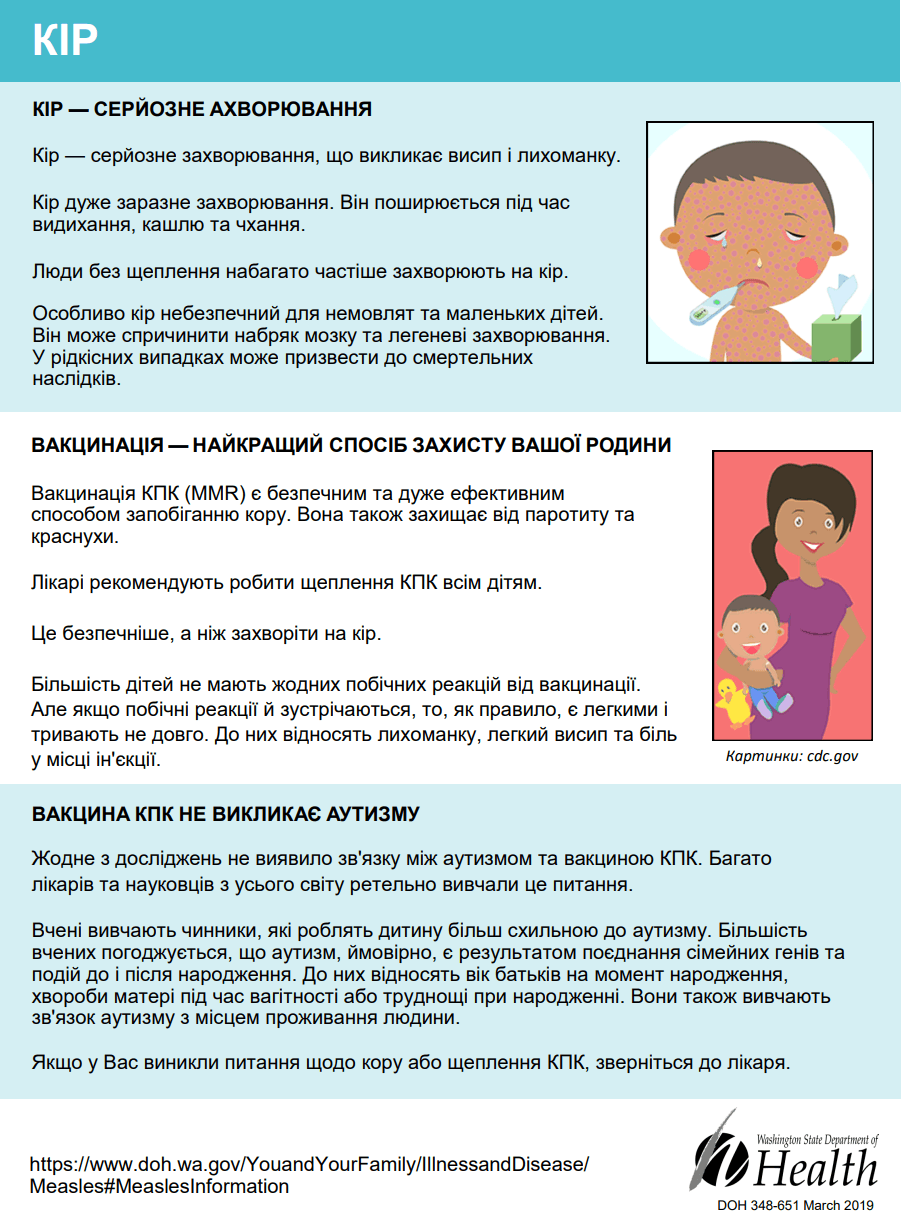 КІР
КІР — СЕРЙОЗНЕ АХВОРЮВАННЯ
Кір — серйозне захворювання, що викликає висип і лихоманку.
Кір дуже заразне захворювання. Він поширюється під час
видихання, кашлю та чхання.
Люди без щеплення набагато частіше захворюють на кір.
Особливо кір небезпечний для немовлят та маленьких дітей.
Він може спричинити набряк мозку та легеневі захворювання.
У рідкісних випадках може призвести до смертельних
наслідків.
ВАКЦИНАЦІЯ — НАЙКРАЩИЙ СПОСІБ ЗАХИСТУ ВАШОЇ РОДИНИ
Вакцинація КПК (MMR) є безпечним та дуже ефективним
способом запобіганню кору. Вона також захищає від паротиту та
краснухи.
Лікарі рекомендують робити щеплення КПК всім дітям.
Це безпечніше, а ніж захворіти на кір.
Більшість дітей не мають жодних побічних реакцій від вакцинації.
Але якщо побічні реакції й зустрічаються, то, як правило, є легкими і
тривають не довго. До них відносять лихоманку, легкий висип та біль
у місці ін'єкції.
Картинки: cdc.gov
ВАКЦИНА КПК НЕ ВИКЛИКАЄ АУТИЗМУ
Жодне з досліджень не виявило зв'язку між аутизмом та вакциною КПК. Багато
лікарів та науковців з усього світу ретельно вивчали це питання.
Вчені вивчають чинники, які роблять дитину більш схильною до аутизму. Більшість
вчених погоджується, що аутизм, ймовірно, є результатом поєднання сімейних генів та
подій до і після народження. До них відносять вік батьків на момент народження,
хвороби матері під час вагітності або труднощі при народженні. Вони також вивчають
зв'язок аутизму з місцем проживання людини.
Якщо у Вас виникли питання щодо кору або щеплення КПК, зверніться до лікаря.
https://www.doh.wa.gov/YouandYourFamily/IllnessandDisease/
Measles#MeaslesInformation
Washington State Department of
Health
DOH 348-651 March 2019